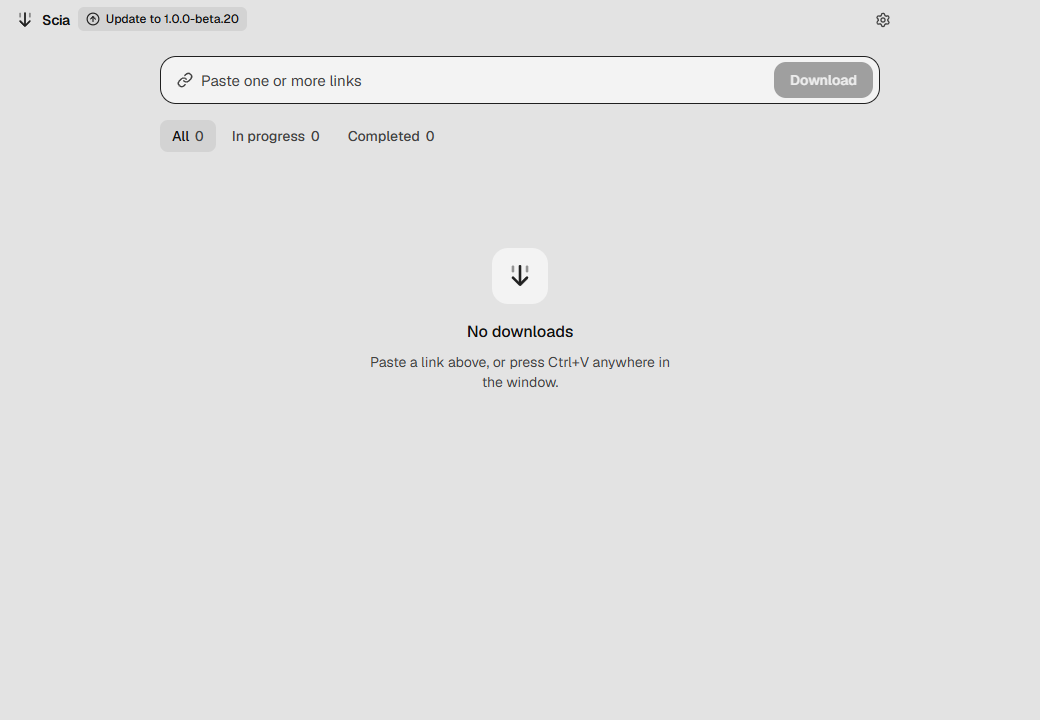 Scia
Update to 1.0.0-beta.20
Paste one or more links
Download
All 0
In progress 0
Completed 0
No downloads
Paste a link above, or press Ctrl+V anywhere in
the window.